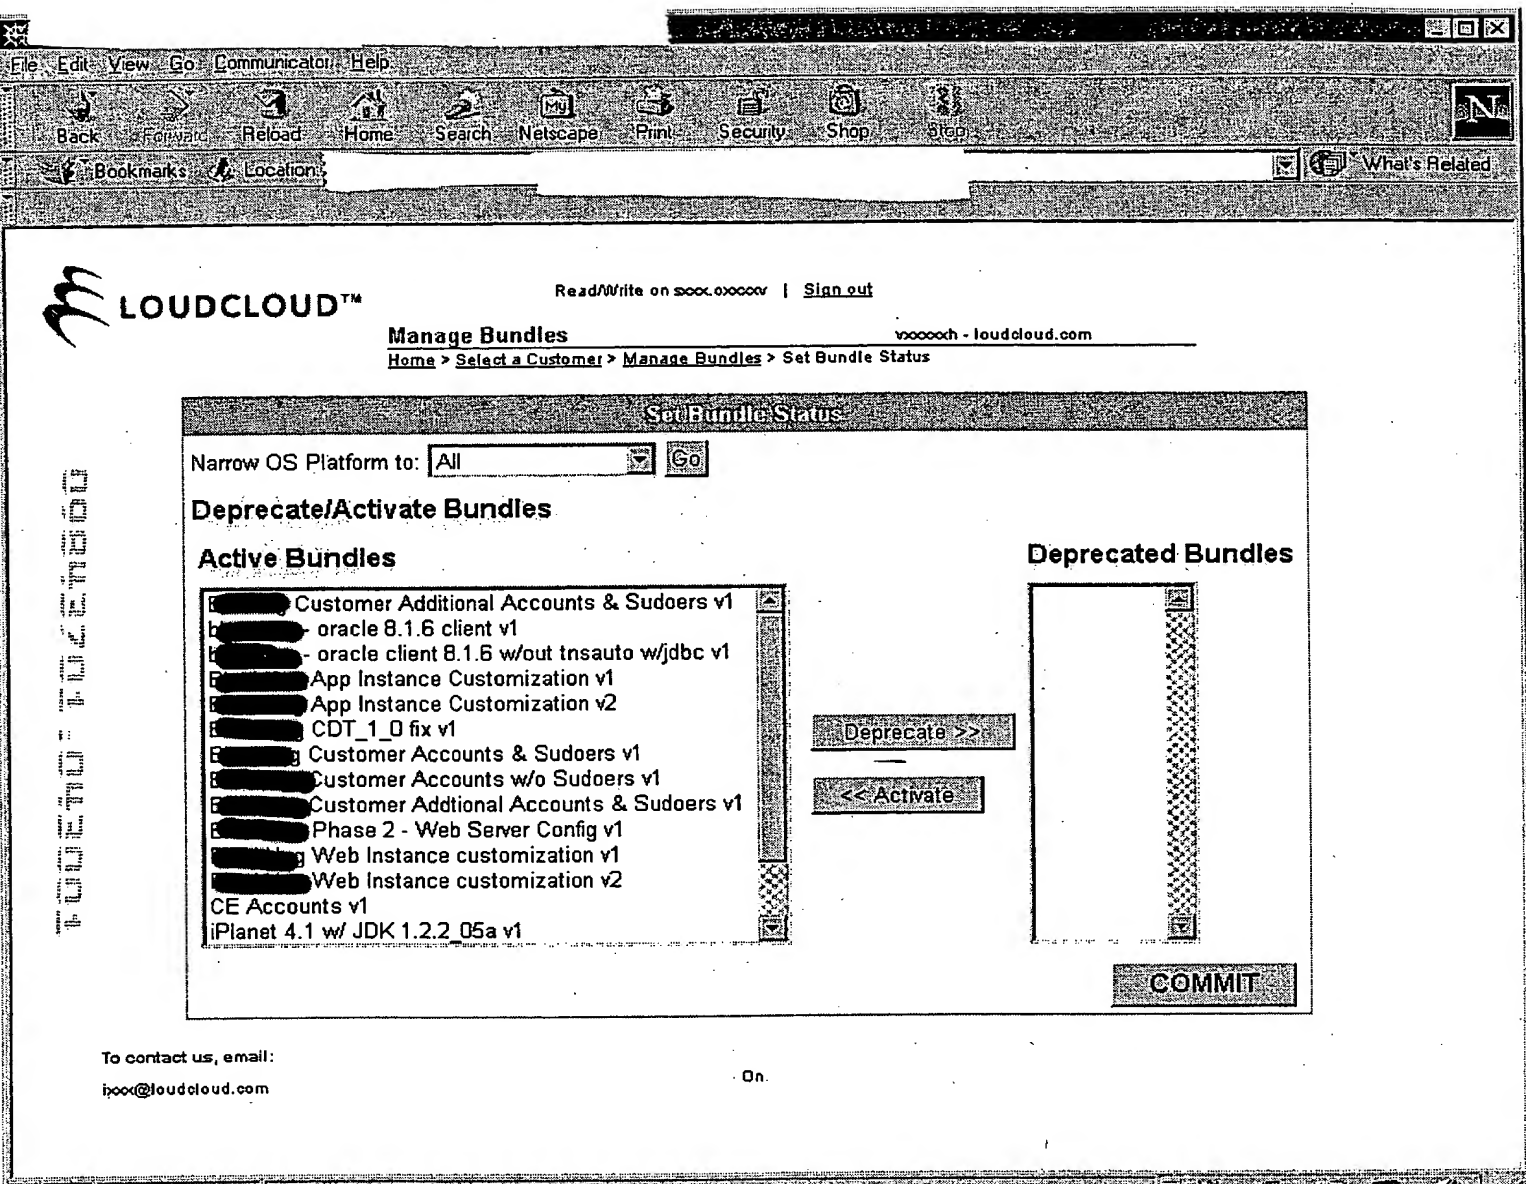 File Edit View Go Communicator Help
Back Forward Reload Home Search Netscape Print Security Shop Stop
N
Bookmarks Location: What's Related
LOUDCLOUD™
Read/Write on | Sign out
Manage Bundles
- loudcloud.com
Home > Select a Customer > Manage Bundles > Set Bundle Status
Set Bundle Status
Narrow OS Platform to: All Go
Deprecate/Activate Bundles
Active Bundles
Deprecated Bundles
Customer Additional Accounts & Sudoers v1
- oracle 8.1.6 client v1
- oracle client 8.1.6 w/out tnsauto w/jdbc v1
App Instance Customization v1
App Instance Customization v2
CDT_1_0 fix v1
Customer Accounts & Sudoers v1
Customer Accounts w/o Sudoers v1
Customer Addtional Accounts & Sudoers v1
Phase 2 - Web Server Config v1
Web Instance customization v1
Web Instance customization v2
CE Accounts v1
iPlanet 4.1 w/ JDK 1.2.2_05a v1
Deprecate >>
<< Activate
COMMIT
To contact us, email:
ixxx@loudcloud.com
On